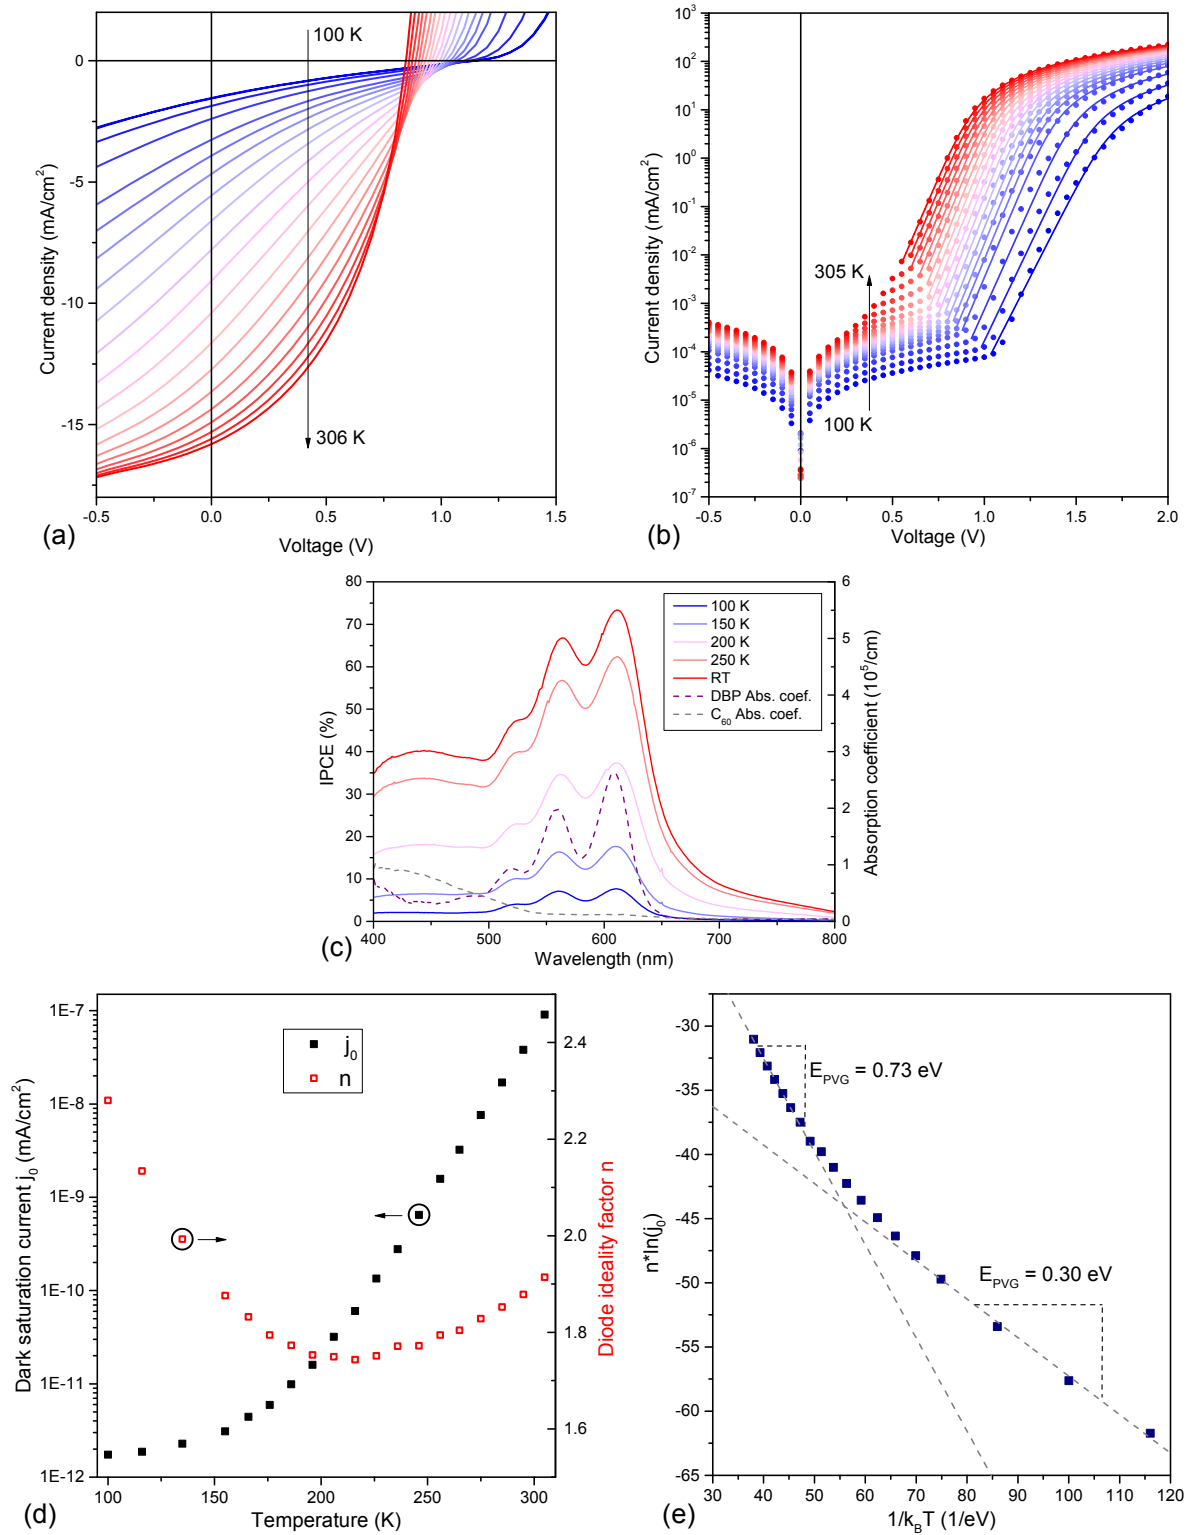 0
-5
-10
-15
-0.5 0.0 0.5 1.0 1.5
Voltage (V)
Current density (mA/cm²)
100 K
306 K
(a)
10³
10²
10¹
10⁰
10⁻¹
10⁻²
10⁻³
10⁻⁴
10⁻⁵
10⁻⁶
10⁻⁷
-0.5 0.0 0.5 1.0 1.5 2.0
Voltage (V)
Current density (mA/cm²)
305 K
100 K
(b)
80
70
60
50
40
30
20
10
0
IPCE (%)
6
5
4
3
2
1
0
Absorption coefficient (10⁵/cm)
100 K
150 K
200 K
250 K
RT
DBP Abs. coef.
C₆₀ Abs. coef.
400 500 600 700 800
Wavelength (nm)
(c)
1E-7
1E-8
1E-9
1E-10
1E-11
1E-12
Dark saturation current j₀ (mA/cm²)
j₀
n
2.4
2.2
2.0
1.8
1.6
Diode ideality factor n
100 150 200 250 300
Temperature (K)
(d)
-30
-35
-40
-45
-50
-55
-60
-65
n*ln(j₀)
E_PVG = 0.73 eV
E_PVG = 0.30 eV
30 40 50 60 70 80 90 100 110 120
1/k_BT (1/eV)
(e)